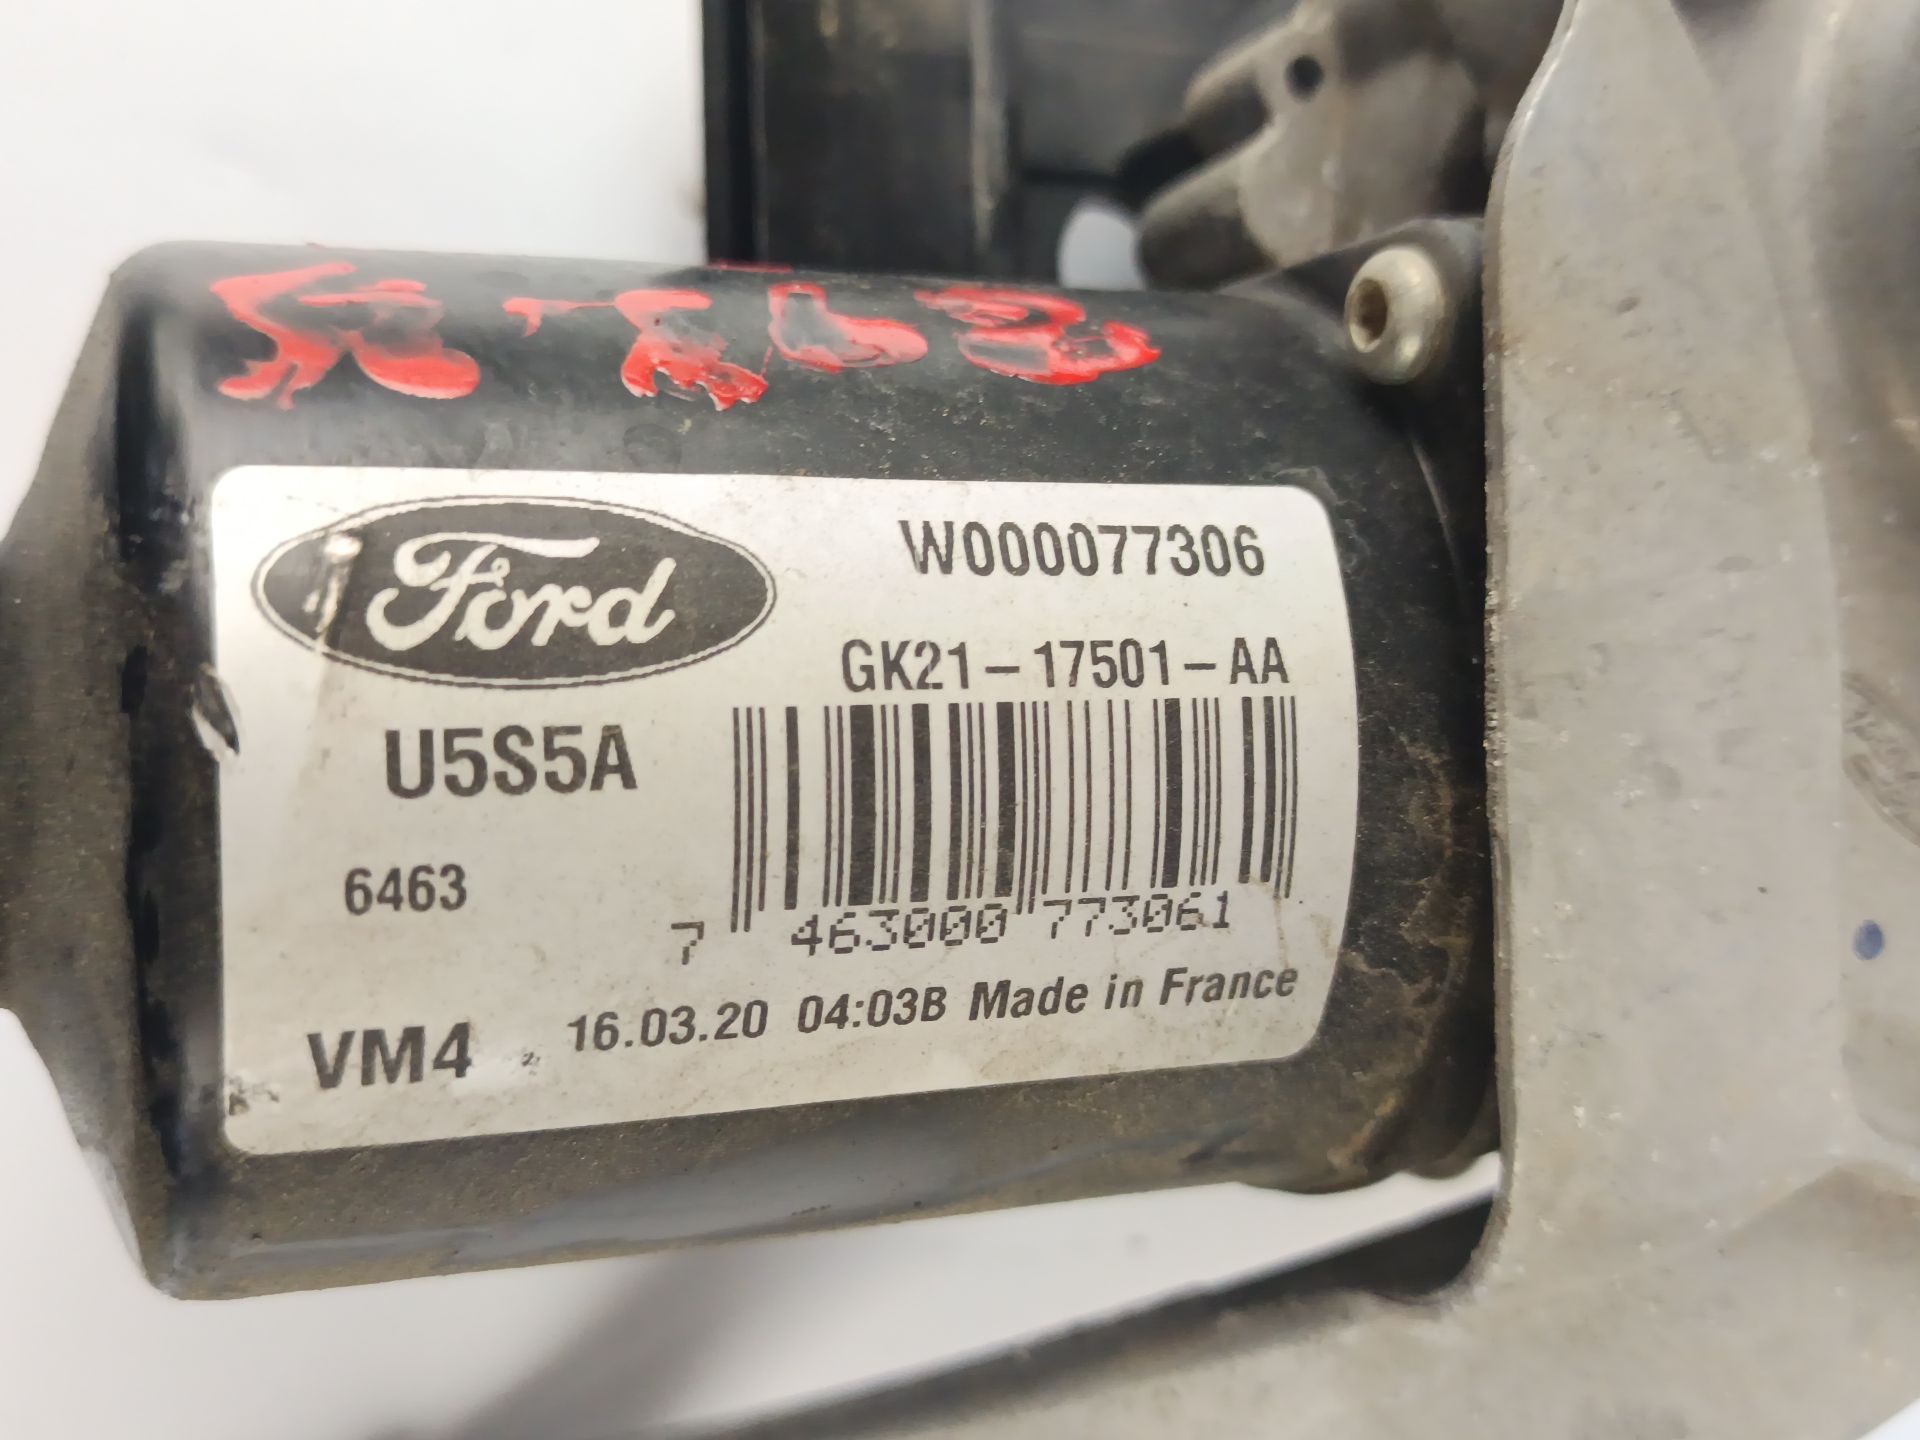 Ford
W000077306
GK21-17501-AA
U5S5A
6463
7 463000 773061
VM4
16.03.20 04:03B Made in France